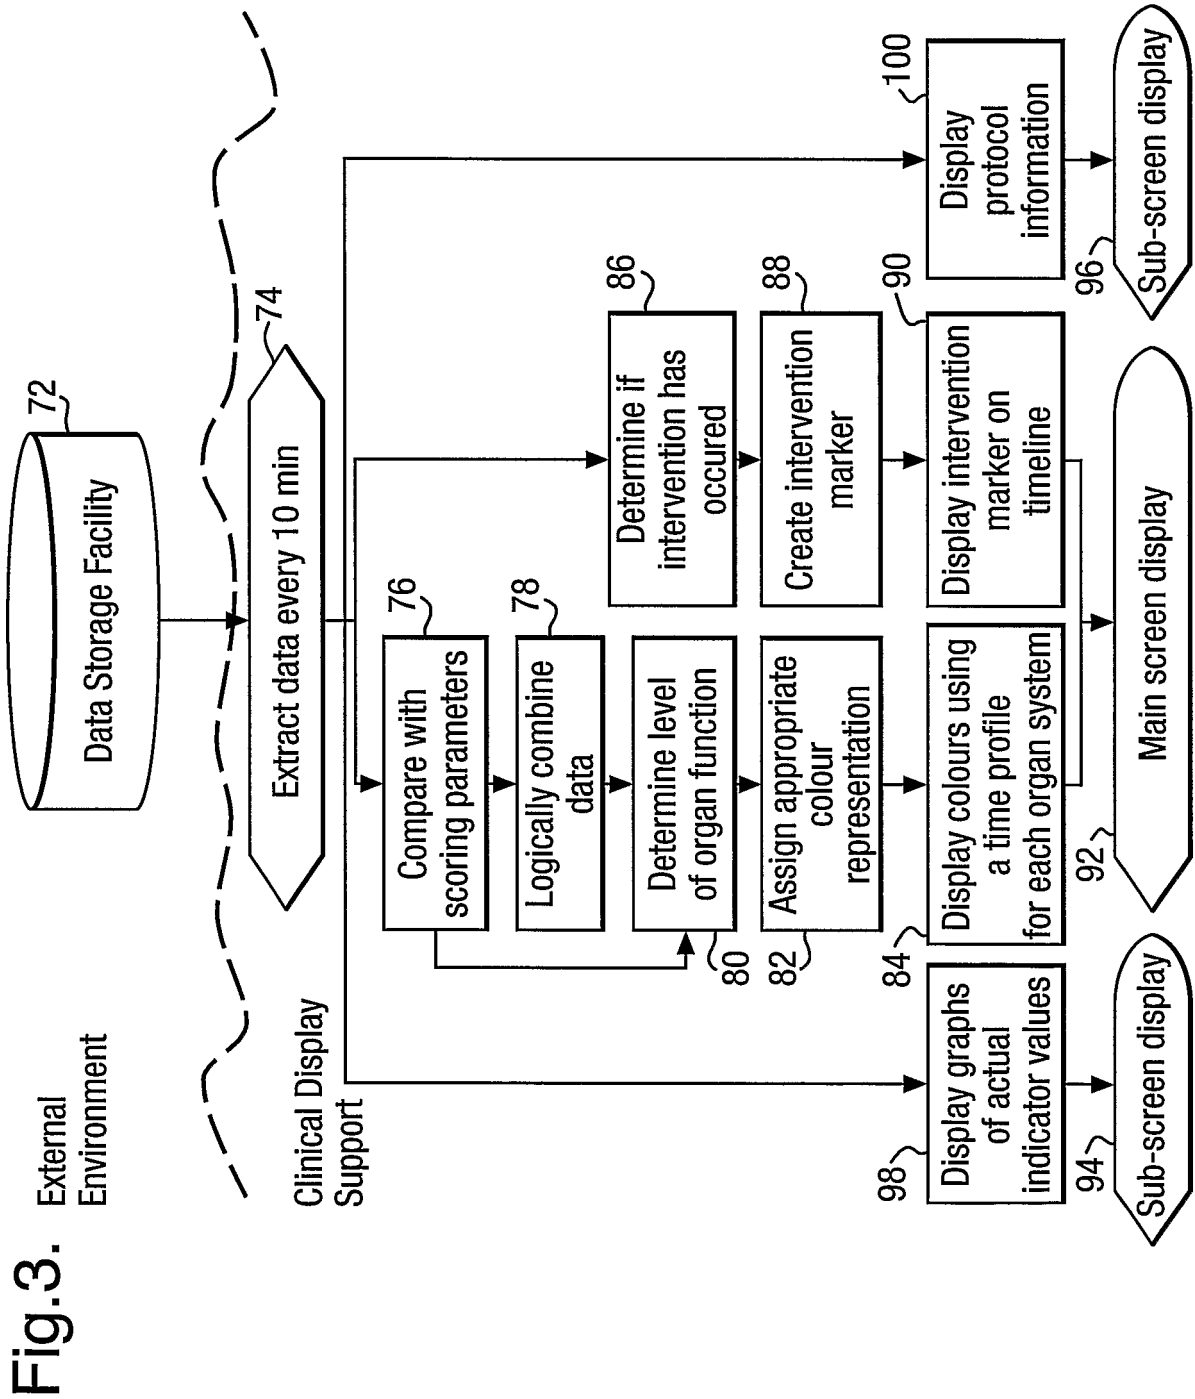 Fig.3.
External
Environment
Data Storage Facility
72
Clinical Display
Support
Extract data every 10 min
74
Compare with
scoring parameters
76
Logically combine
data
78
Determine level
of organ function
80
Assign appropriate
colour
representation
82
Determine if
intervention has
occured
86
Create intervention
marker
88
Display graphs
of actual
indicator values
98
Display colours using
a time profile
for each organ system
84
Display intervention
marker on
timeline
90
Display
protocol
information
100
Sub-screen display
94
Main screen display
92
Sub-screen display
96